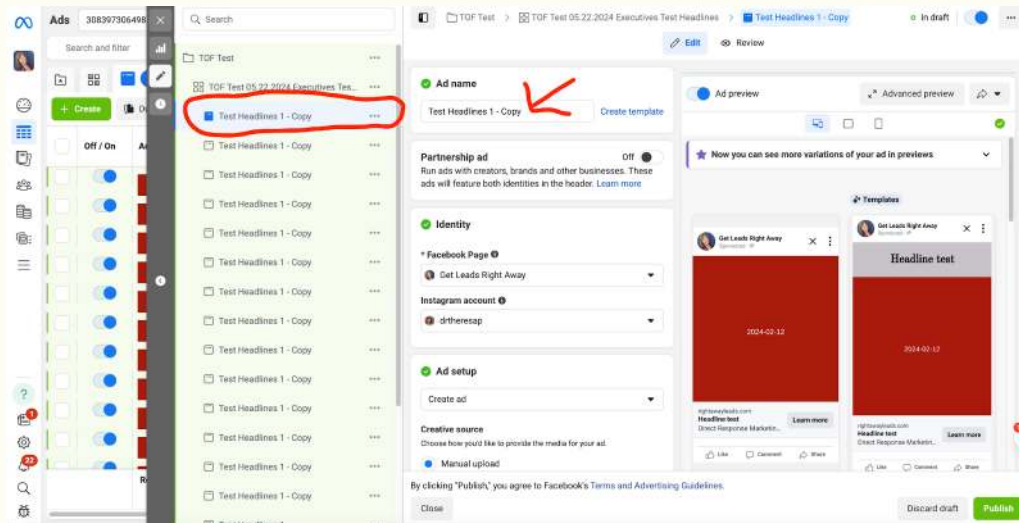 Ads
308397306498
Search and filter
+ Create
Off / On
Search
TOF Test
TOF Test 05.22.2024 Executives Tes...
Test Headlines 1 - Copy
Test Headlines 1 - Copy
Test Headlines 1 - Copy
Test Headlines 1 - Copy
Test Headlines 1 - Copy
Test Headlines 1 - Copy
Test Headlines 1 - Copy
Test Headlines 1 - Copy
Test Headlines 1 - Copy
Test Headlines 1 - Copy
Test Headlines 1 - Copy
Test Headlines 1 - Copy
Test Headlines 1 - Copy
Test Headlines 1 - Copy
TOF Test > TOF Test 05.22.2024 Executives Test Headlines > Test Headlines 1 - Copy
In draft
Edit
Review
Ad name
Test Headlines 1 - Copy
Create template
Partnership ad
Off
Run ads with creators, brands and other businesses. These
ads will feature both identities in the header. Learn more
Identity
* Facebook Page
Get Leads Right Away
Instagram account
drtheresap
Ad setup
Create ad
Creative source
Choose how you'd like to provide the media for your ad.
Manual upload
By clicking "Publish," you agree to Facebook's Terms and Advertising Guidelines.
Close
Discard draft
Publish
Ad preview
Advanced preview
Now you can see more variations of your ad in previews
Templates
Get Leads Right Away
Sponsored
2024-02-12
rightawayleads.com
Headline test
Direct Response Marketin...
Learn more
Like
Comment
Share
Get Leads Right Away
Sponsored
Headline test
2024-02-12
rightawayleads.com
Headline test
Direct Response Marketin...
Learn more
Like
Comment
Share
1
22